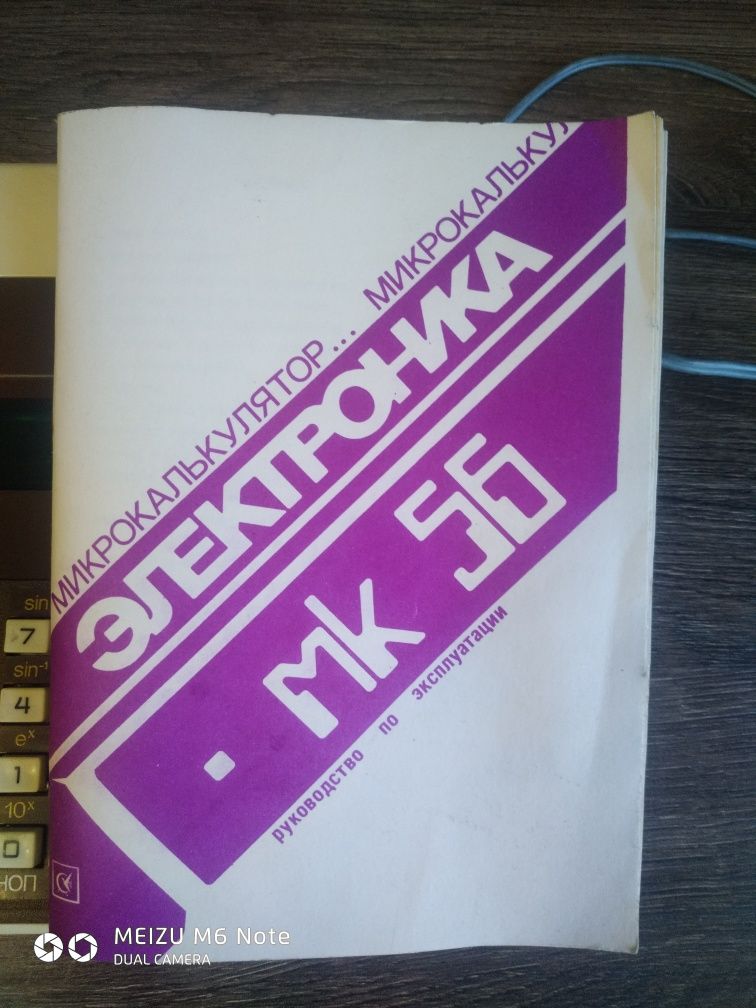 МИКРОКАЛЬКУЛЯТОР... МИКРОКАЛЬКУЛ
ЭЛЕКТРОНИКА
МК 56
руководство по эксплуатации
sin
7
sin⁻¹
4
eˣ
1
10ˣ
0
НОП
MEIZU M6 Note
DUAL CAMERA